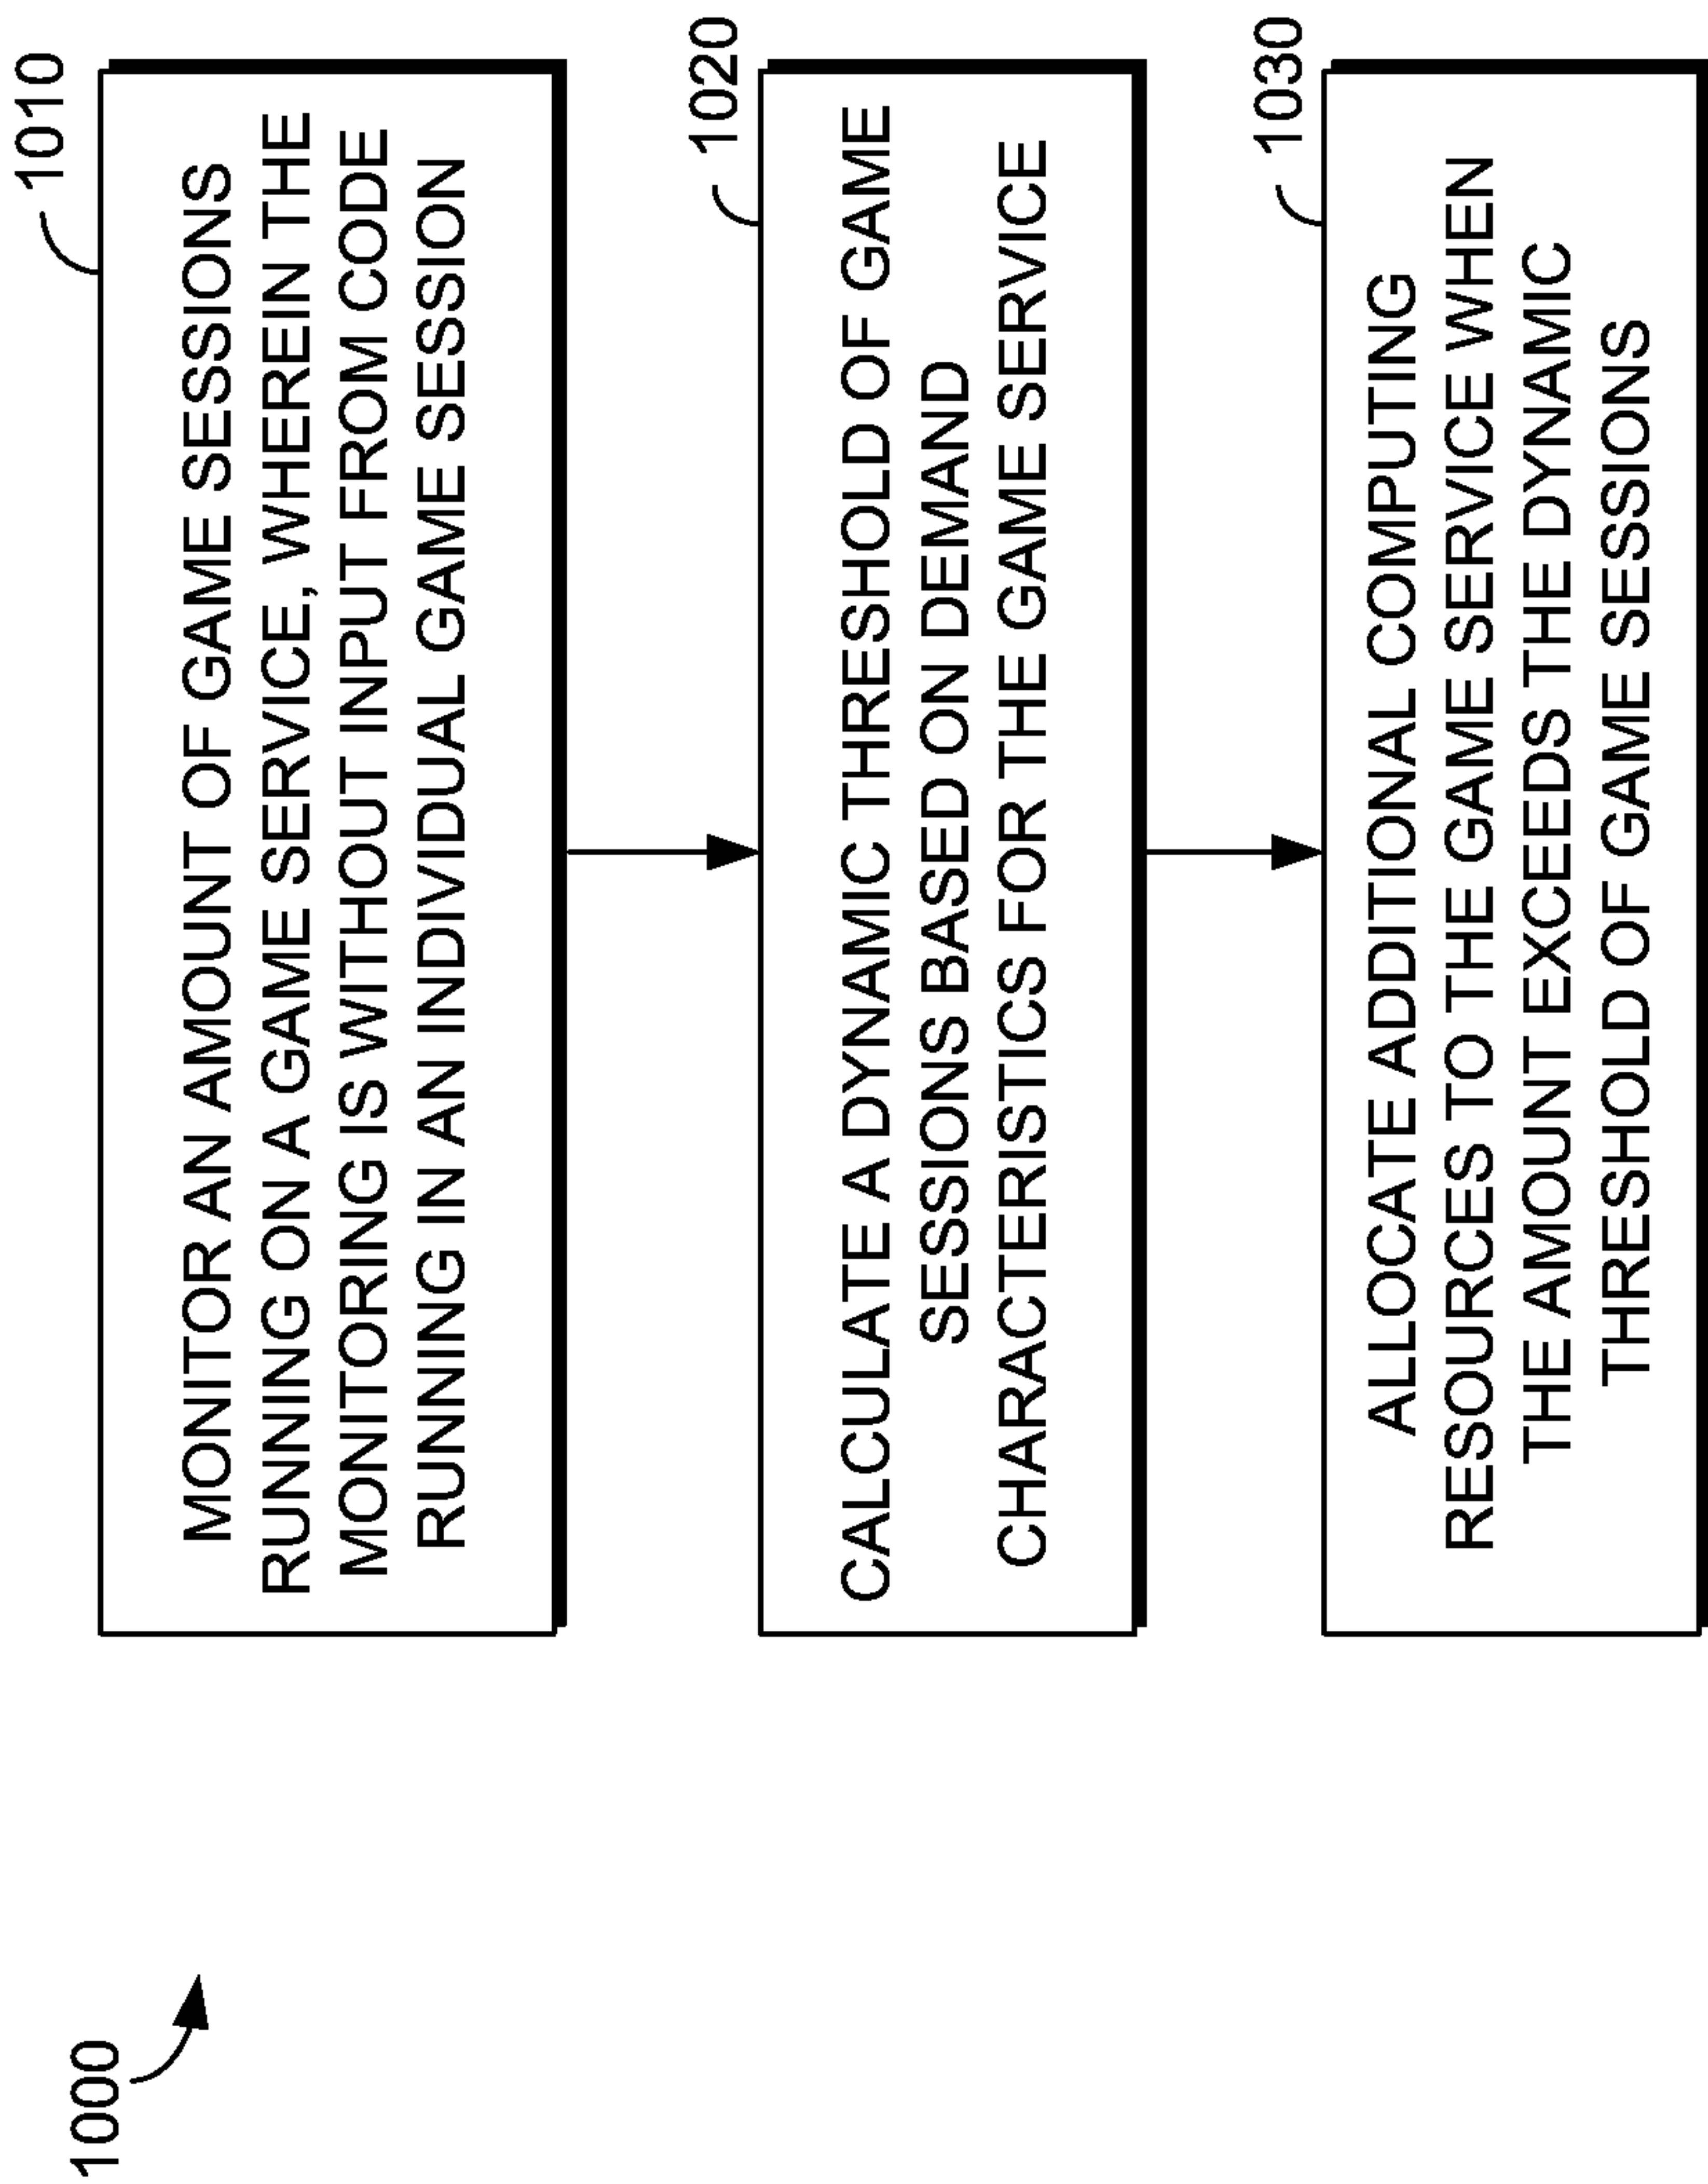 1000
1010
MONITOR AN AMOUNT OF GAME SESSIONS
RUNNING ON A GAME SERVICE, WHEREIN THE
MONITORING IS WITHOUT INPUT FROM CODE
RUNNING IN AN INDIVIDUAL GAME SESSION
1020
CALCULATE A DYNAMIC THRESHOLD OF GAME
SESSIONS BASED ON DEMAND
CHARACTERISTICS FOR THE GAME SERVICE
1030
ALLOCATE ADDITIONAL COMPUTING
RESOURCES TO THE GAME SERVICE WHEN
THE AMOUNT EXCEEDS THE DYNAMIC
THRESHOLD OF GAME SESSIONS